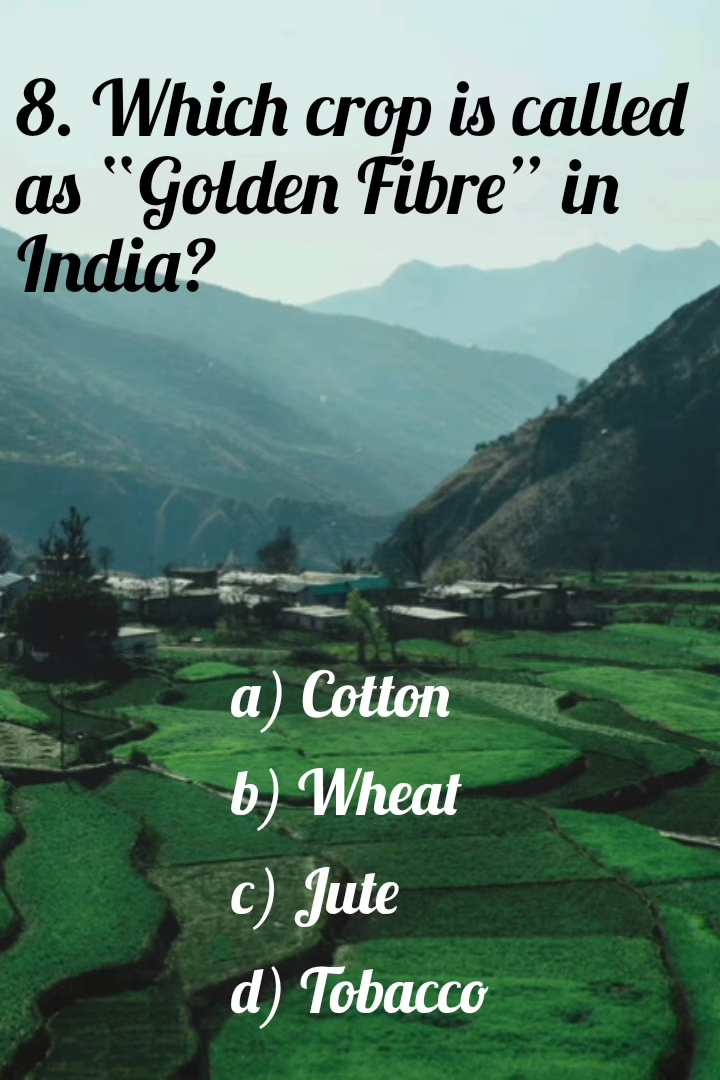 8. Which crop is called
as “Golden Fibre” in
India?
a) Cotton
b) Wheat
c) Jute
d) Tobacco